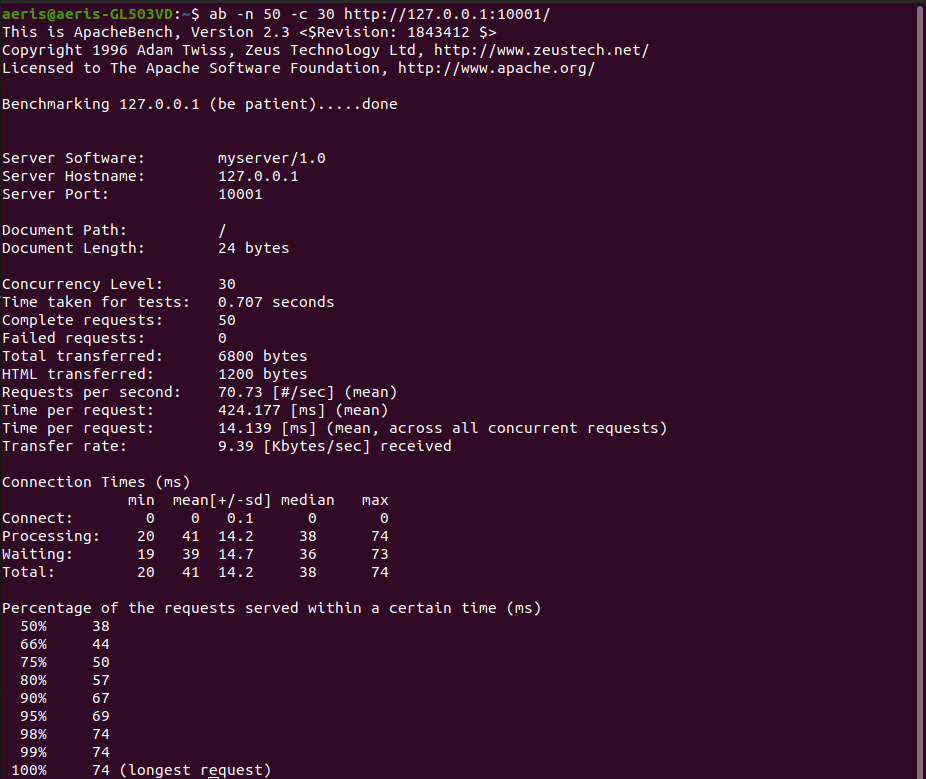 aeris@aeris-GL503VD:~$ ab -n 50 -c 30 http://127.0.0.1:10001/
This is ApacheBench, Version 2.3 <$Revision: 1843412 $>
Copyright 1996 Adam Twiss, Zeus Technology Ltd, http://www.zeustech.net/
Licensed to The Apache Software Foundation, http://www.apache.org/

Benchmarking 127.0.0.1 (be patient).....done


Server Software:        myserver/1.0
Server Hostname:        127.0.0.1
Server Port:            10001

Document Path:          /
Document Length:        24 bytes

Concurrency Level:      30
Time taken for tests:   0.707 seconds
Complete requests:      50
Failed requests:        0
Total transferred:      6800 bytes
HTML transferred:       1200 bytes
Requests per second:    70.73 [#/sec] (mean)
Time per request:       424.177 [ms] (mean)
Time per request:       14.139 [ms] (mean, across all concurrent requests)
Transfer rate:          9.39 [Kbytes/sec] received

Connection Times (ms)
              min  mean[+/-sd] median   max
Connect:        0    0   0.1      0       0
Processing:    20   41  14.2     38      74
Waiting:       19   39  14.7     36      73
Total:         20   41  14.2     38      74

Percentage of the requests served within a certain time (ms)
  50%     38
  66%     44
  75%     50
  80%     57
  90%     67
  95%     69
  98%     74
  99%     74
 100%     74 (longest request)